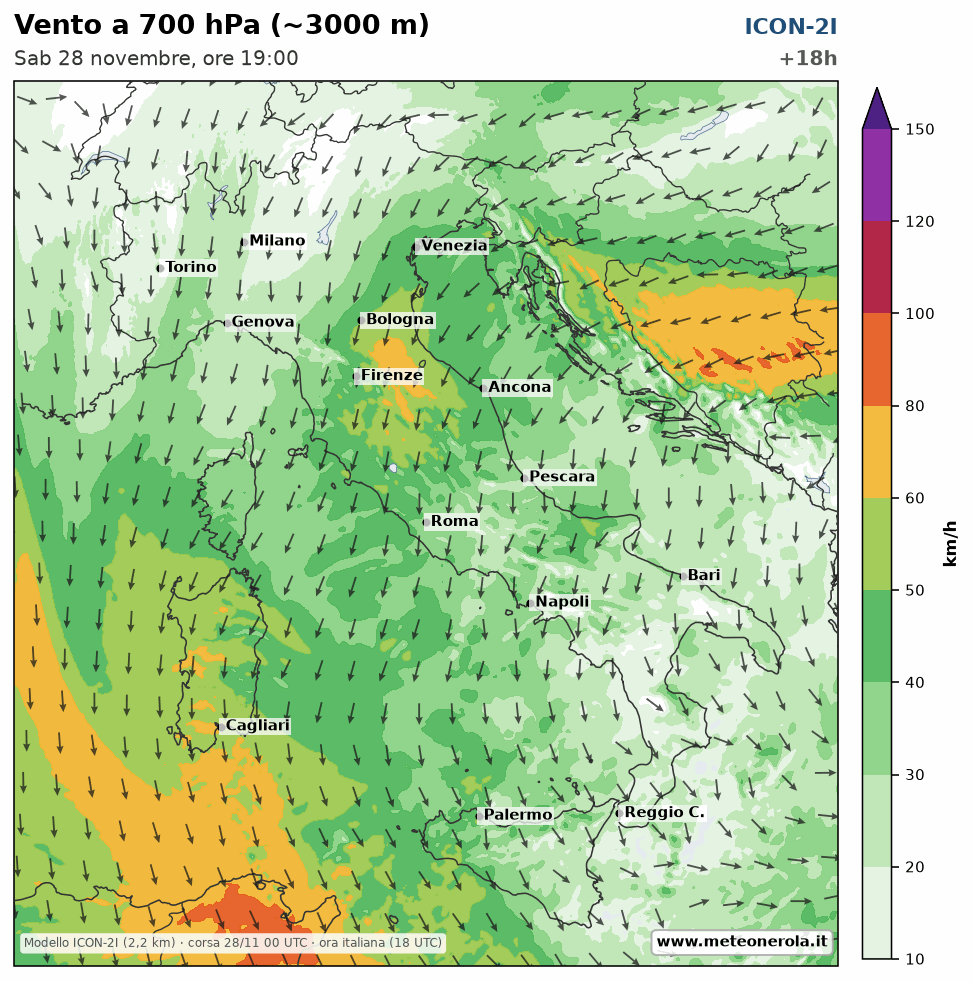 Vento a 700 hPa (~3000 m)
ICON-2I
Sab 28 novembre, ore 19:00
+18h
Milano
Venezia
Torino
Genova
Bologna
Firenze
Ancona
Pescara
Roma
Bari
Napoli
Cagliari
Palermo
Reggio C.
150
120
100
80
60
50
40
30
20
10
km/h
Modello ICON-2I (2,2 km) · corsa 28/11 00 UTC · ora italiana (18 UTC)
www.meteonerola.it